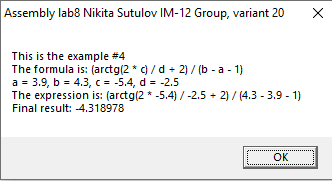 Assembly lab8 Nikita Sutulov IM-12 Group, variant 20
This is the example #4
The formula is: (arctg(2 * c) / d + 2) / (b - a - 1)
a = 3.9, b = 4.3, c = -5.4, d = -2.5
The expression is: (arctg(2 * -5.4) / -2.5 + 2) / (4.3 - 3.9 - 1)
Final result: -4.318978
OK